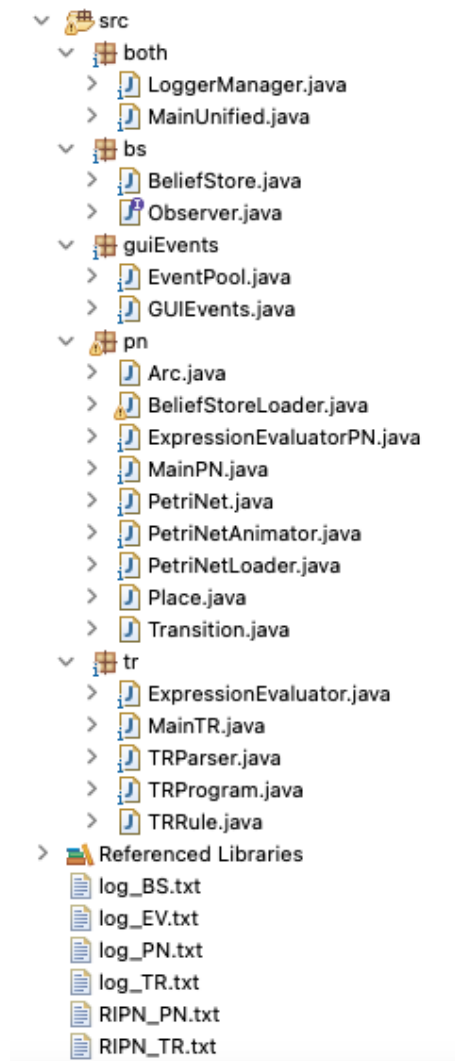 src
both
LoggerManager.java
MainUnified.java
bs
BeliefStore.java
Observer.java
guiEvents
EventPool.java
GUIEvents.java
pn
Arc.java
BeliefStoreLoader.java
ExpressionEvaluatorPN.java
MainPN.java
PetriNet.java
PetriNetAnimator.java
PetriNetLoader.java
Place.java
Transition.java
tr
ExpressionEvaluator.java
MainTR.java
TRParser.java
TRProgram.java
TRRule.java
Referenced Libraries
log_BS.txt
log_EV.txt
log_PN.txt
log_TR.txt
RIPN_PN.txt
RIPN_TR.txt